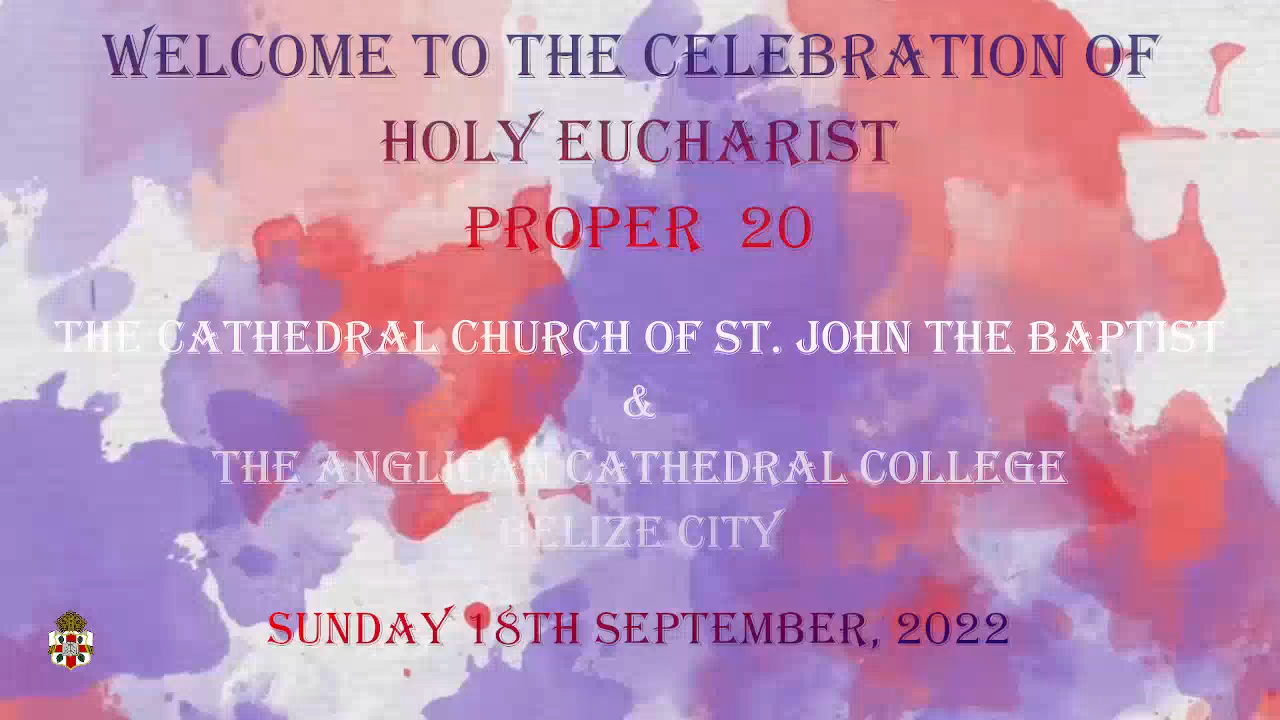 WELCOME TO THE CELEBRATION OF
HOLY EUCHARIST
PROPER 20
THE CATHEDRAL CHURCH OF ST. JOHN THE BAPTIST
&
THE ANGLICAN CATHEDRAL COLLEGE
BELIZE CITY
SUNDAY 18TH SEPTEMBER, 2022